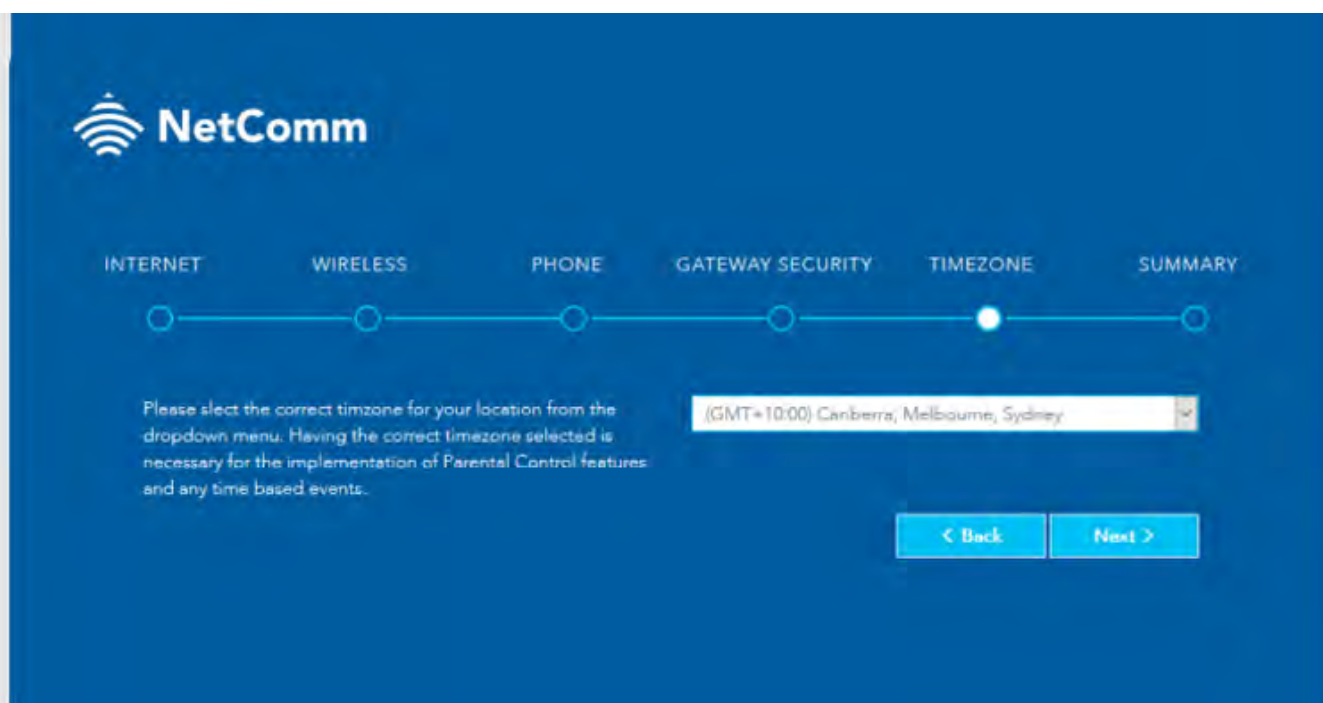 NetComm
INTERNET WIRELESS PHONE GATEWAY SECURITY TIMEZONE SUMMARY
Please slect the correct timzone for your location from the
dropdown menu. Having the correct timezone selected is
necessary for the implementation of Parental Control features
and any time based events.
(GMT+10:00) Canberra, Melbourne, Sydney
< Back Next >